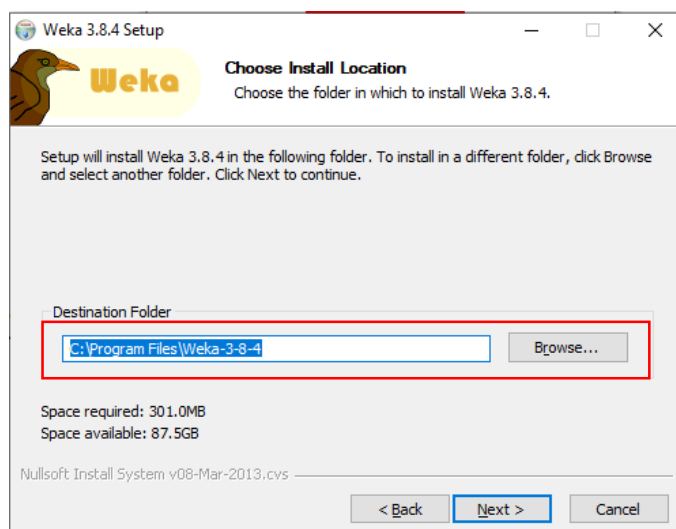 Weka 3.8.4 Setup
Weka
Choose Install Location
Choose the folder in which to install Weka 3.8.4.
Setup will install Weka 3.8.4 in the following folder. To install in a different folder, click Browse
and select another folder. Click Next to continue.
Destination Folder
C:\Program Files\Weka-3-8-4
Browse...
Space required: 301.0MB
Space available: 87.5GB
Nullsoft Install System v08-Mar-2013.cvs
< Back
Next >
Cancel